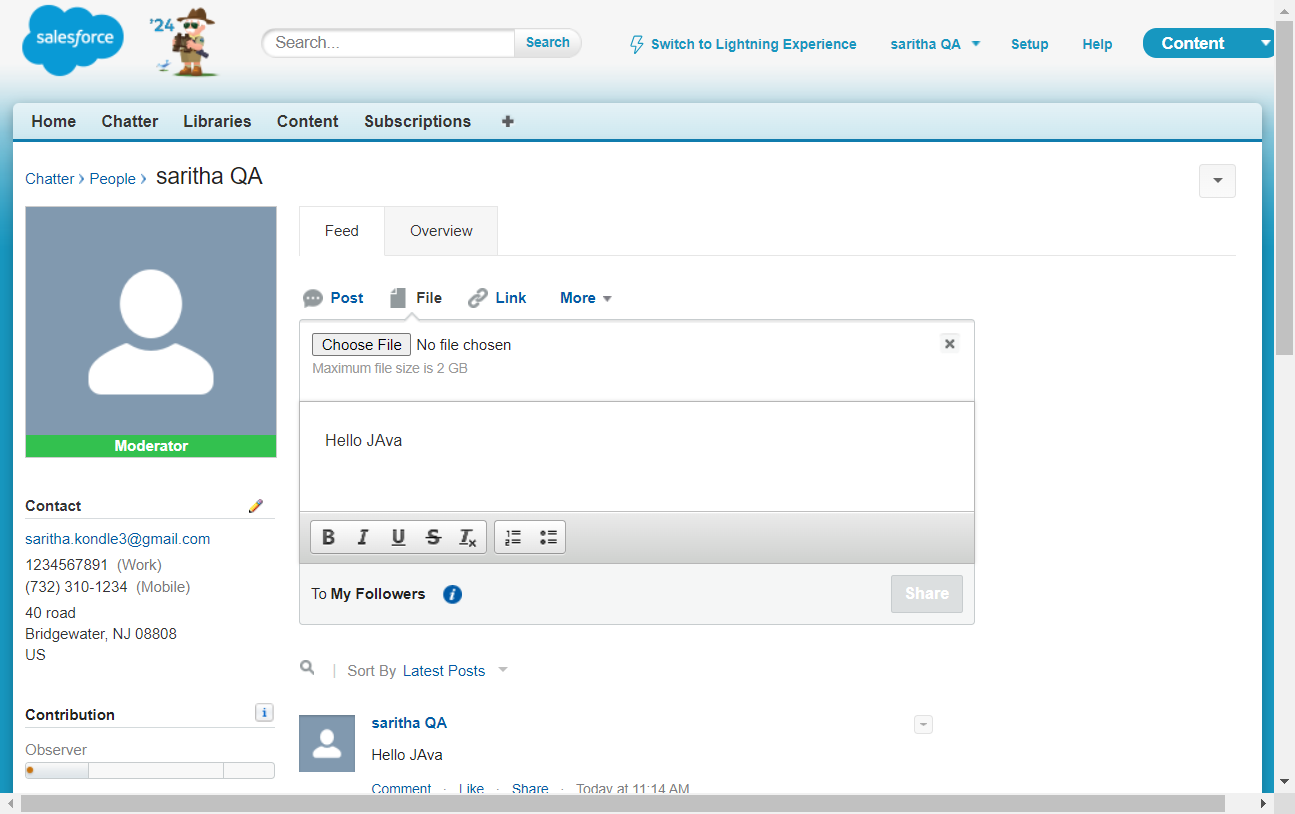 salesforce
'24
Search...
Search
Switch to Lightning Experience
saritha QA
Setup
Help
Content
Home
Chatter
Libraries
Content
Subscriptions
+
Chatter › People › saritha QA
Moderator
Feed
Overview
Post
File
Link
More
Choose File No file chosen
Maximum file size is 2 GB
Hello JAva
B I U S Tx
To My Followers
Share
Contact
saritha.kondle3@gmail.com
1234567891 (Work)
(732) 310-1234 (Mobile)
40 road
Bridgewater, NJ 08808
US
Contribution
Observer
Sort By Latest Posts
saritha QA
Hello JAva
Comment · Like · Share · Today at 11:14 AM